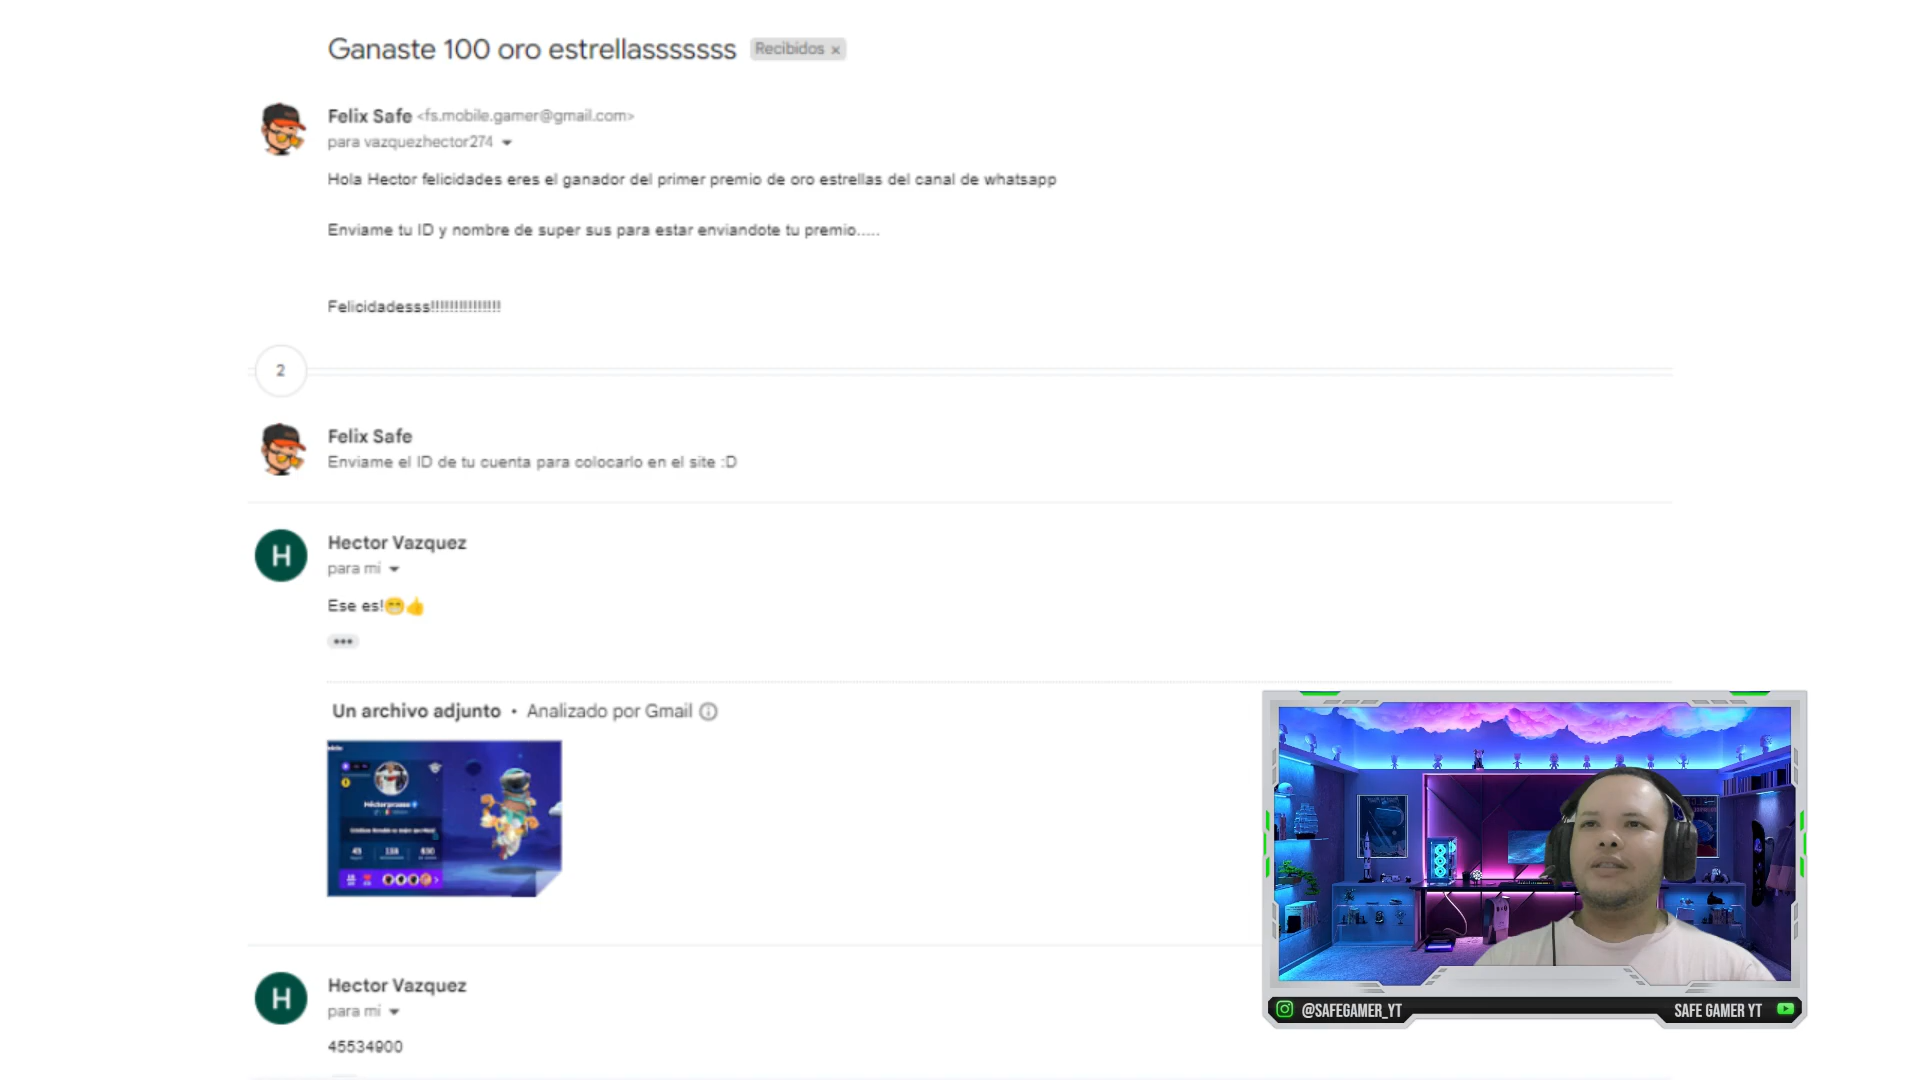 Ganaste 100 oro estrellasssssss Recibidos x
Felix Safe <fs.mobile.gamer@gmail.com>
para vazquezhector274
Hola Hector felicidades eres el ganador del primer premio de oro estrellas del canal de whatsapp
Enviame tu ID y nombre de super sus para estar enviandote tu premio.....
Felicidadesss!!!!!!!!!!!!!!!
2
Felix Safe
Enviame el ID de tu cuenta para colocarlo en el site :D
H
Hector Vazquez
para mí
Ese es!😁👍
•••
Un archivo adjunto • Analizado por Gmail
H
Hector Vazquez
para mí
45534900
@SAFEGAMER_YT
SAFE GAMER YT